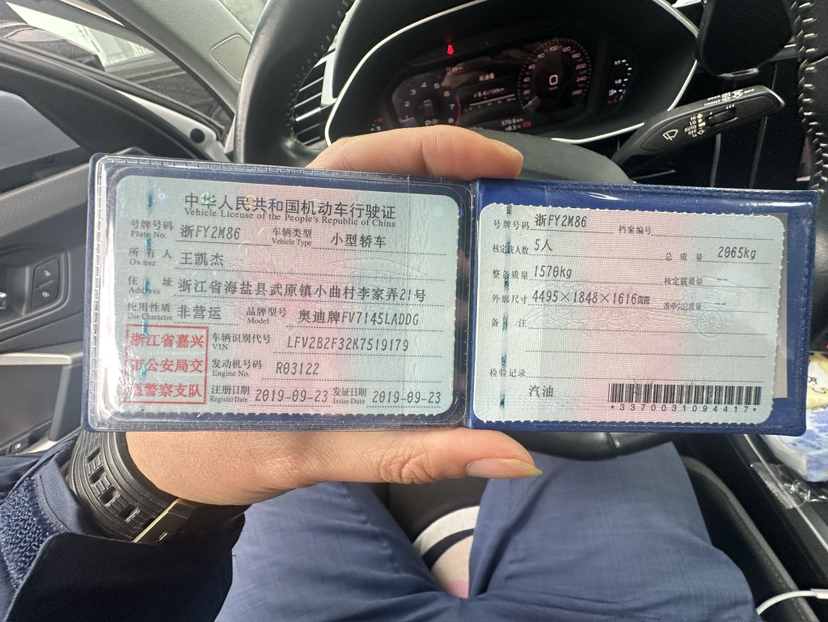 中华人民共和国机动车行驶证
Vehicle License of the People's Republic of China
号牌号码 浙FY2M86 车辆类型 小型轿车
Plate No. Vehicle Type
所有人 王凯杰
Owner
住址 浙江省海盐县武原镇小曲村李家弄21号
Address
使用性质 非营运 品牌型号 奥迪牌FV7145LADDG
Use Character Model
浙江省嘉兴
市公安局交
通警察支队
车辆识别代号 LFV2B2F32K7519179
VIN
发动机号码 R03122
Engine No.
注册日期 2019-09-23 发证日期 2019-09-23
Register Date Issue Date
号牌号码 浙FY2M86 档案编号
核定载人数 5人 总质量 2065kg
整备质量 1570kg 核定载质量
外廓尺寸 4495×1848×1616mm 准牵引总质量 --
备注
检验记录
汽油
*3370031094417*